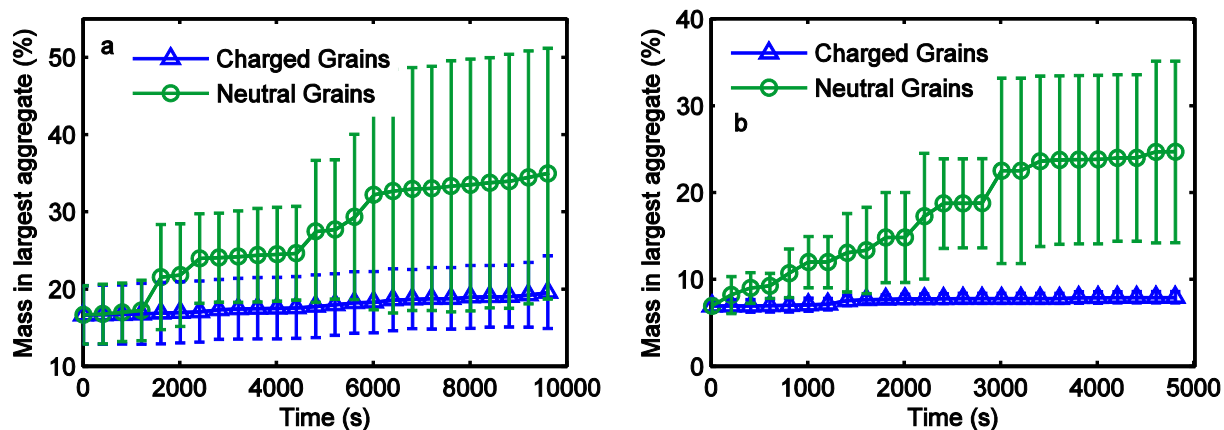 a
Charged Grains
Neutral Grains
Mass in largest aggregate (%)
50
40
30
20
10
0
2000
4000
6000
8000
10000
Time (s)
b
Charged Grains
Neutral Grains
Mass in largest aggregate (%)
40
30
20
10
0
0
1000
2000
3000
4000
5000
Time (s)